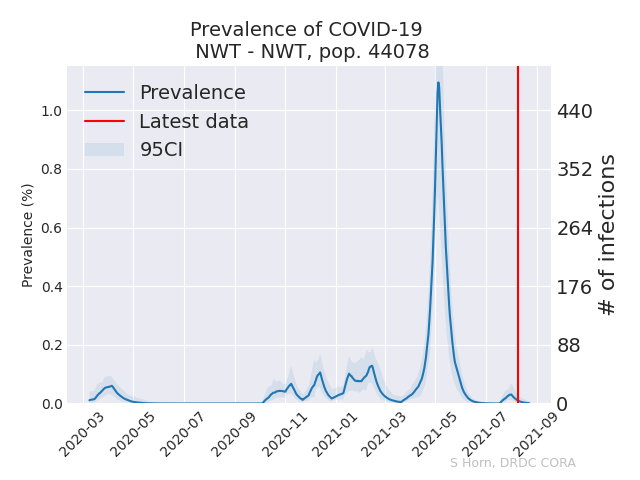 Prevalence of COVID-19
NWT - NWT, pop. 44078
Prevalence
Latest data
95CI
Prevalence (%)
1.0
0.8
0.6
0.4
0.2
0.0
440
352
264
176
88
0
# of infections
2020-03
2020-05
2020-07
2020-09
2020-11
2021-01
2021-03
2021-05
2021-07
2021-09
S Horn, DRDC CORA